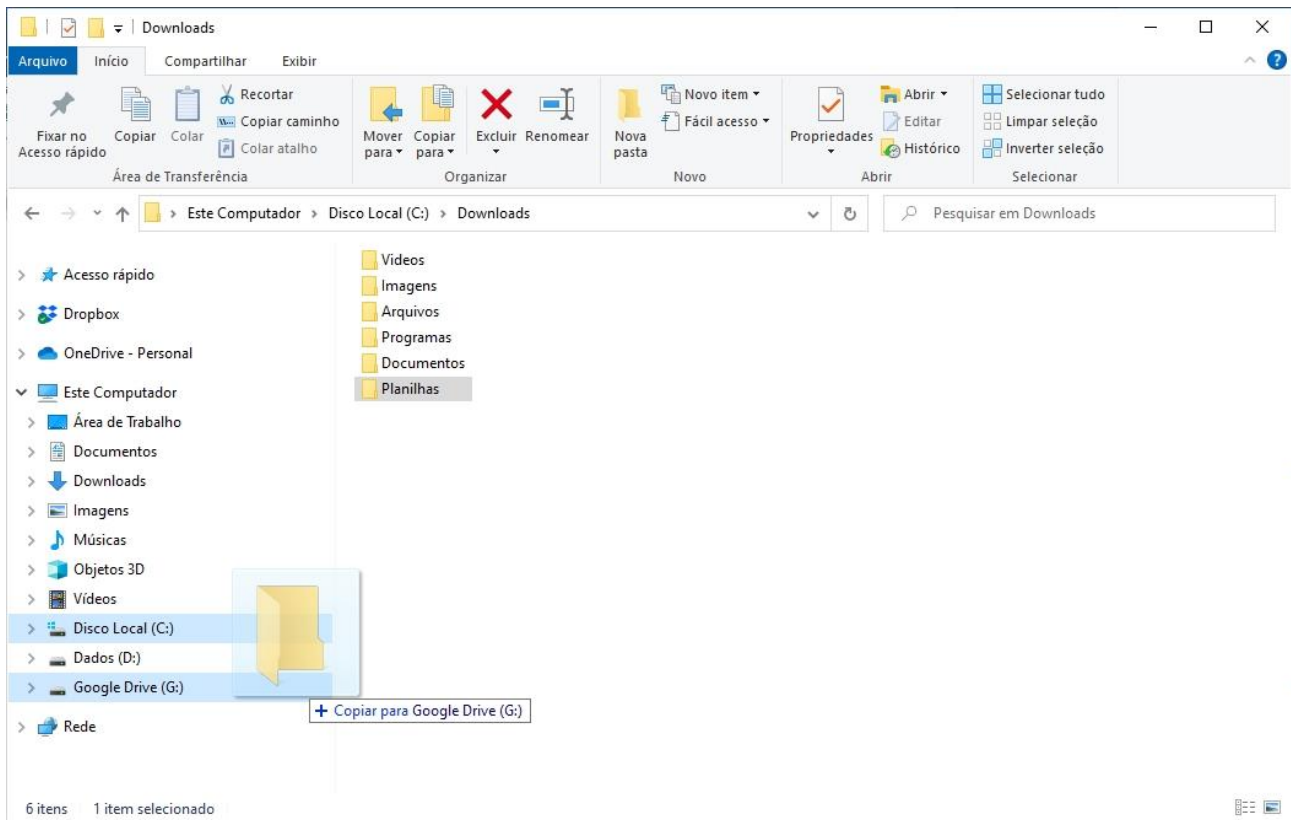 Downloads
Arquivo Início Compartilhar Exibir
Fixar no Acesso rápido
Copiar
Colar
Recortar
Copiar caminho
Colar atalho
Mover para
Copiar para
Excluir
Renomear
Nova pasta
Novo item
Fácil acesso
Propriedades
Abrir
Editar
Histórico
Selecionar tudo
Limpar seleção
Inverter seleção
Área de Transferência Organizar Novo Abrir Selecionar
Este Computador Disco Local (C:) Downloads
Pesquisar em Downloads
Acesso rápido
Dropbox
OneDrive - Personal
Este Computador
Área de Trabalho
Documentos
Downloads
Imagens
Músicas
Objetos 3D
Vídeos
Disco Local (C:)
Dados (D:)
Google Drive (G:)
Rede
Videos
Imagens
Arquivos
Programas
Documentos
Planilhas
+ Copiar para Google Drive (G:)
6 itens 1 item selecionado